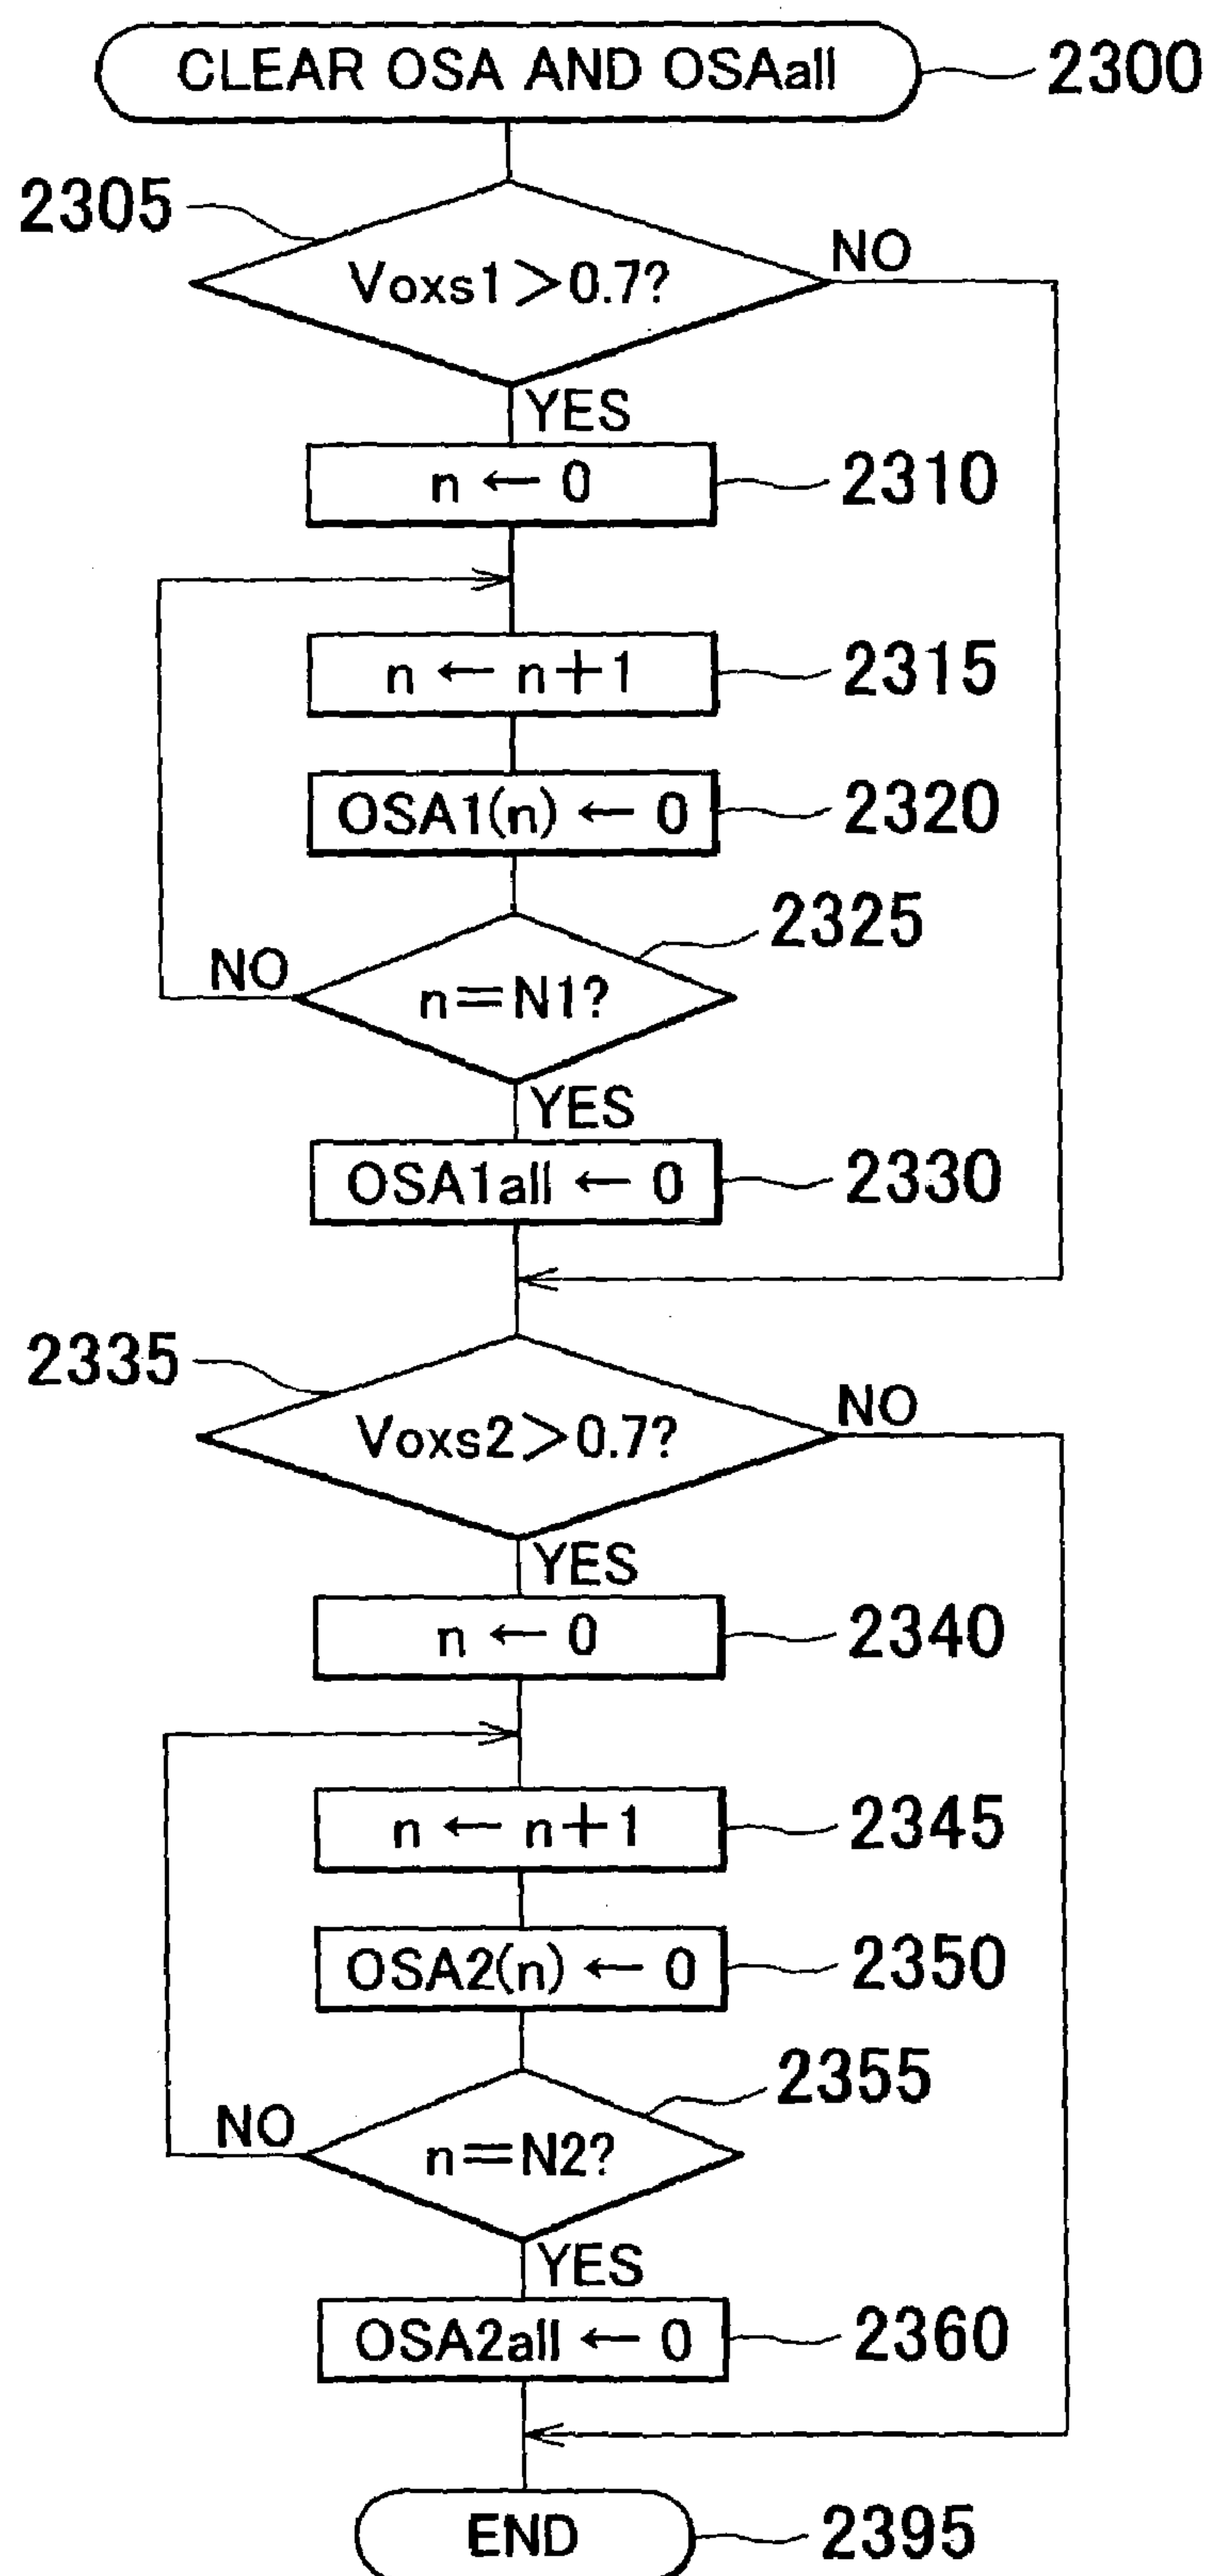 CLEAR OSA AND OSAall
2300
2305
Voxs1>0.7?
NO
YES
n ← 0
2310
n ← n+1
2315
OSA1(n) ← 0
2320
2325
NO
n=N1?
YES
OSA1all ← 0
2330
2335
Voxs2>0.7?
NO
YES
n ← 0
2340
n ← n+1
2345
OSA2(n) ← 0
2350
2355
NO
n=N2?
YES
OSA2all ← 0
2360
END
2395